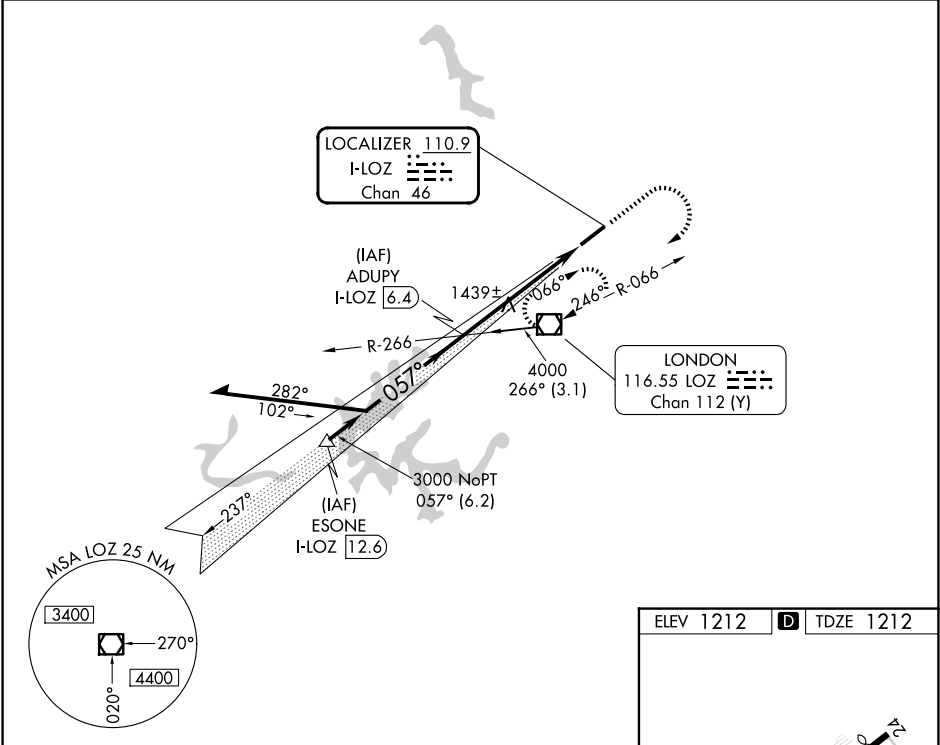 LOCALIZER 110.9
I-LOZ
Chan 46
(IAF)
ADUPY
I-LOZ 6.4
1439±
066°
246°
R-066
R-266
4000
266° (3.1)
LONDON
116.55 LOZ
Chan 112 (Y)
282°
102°
057°
3000 NoPT
057° (6.2)
(IAF)
ESONE
I-LOZ 12.6
237°
MSA LOZ 25 NM
3400
270°
4400
020°
ELEV 1212 D TDZE 1212
24